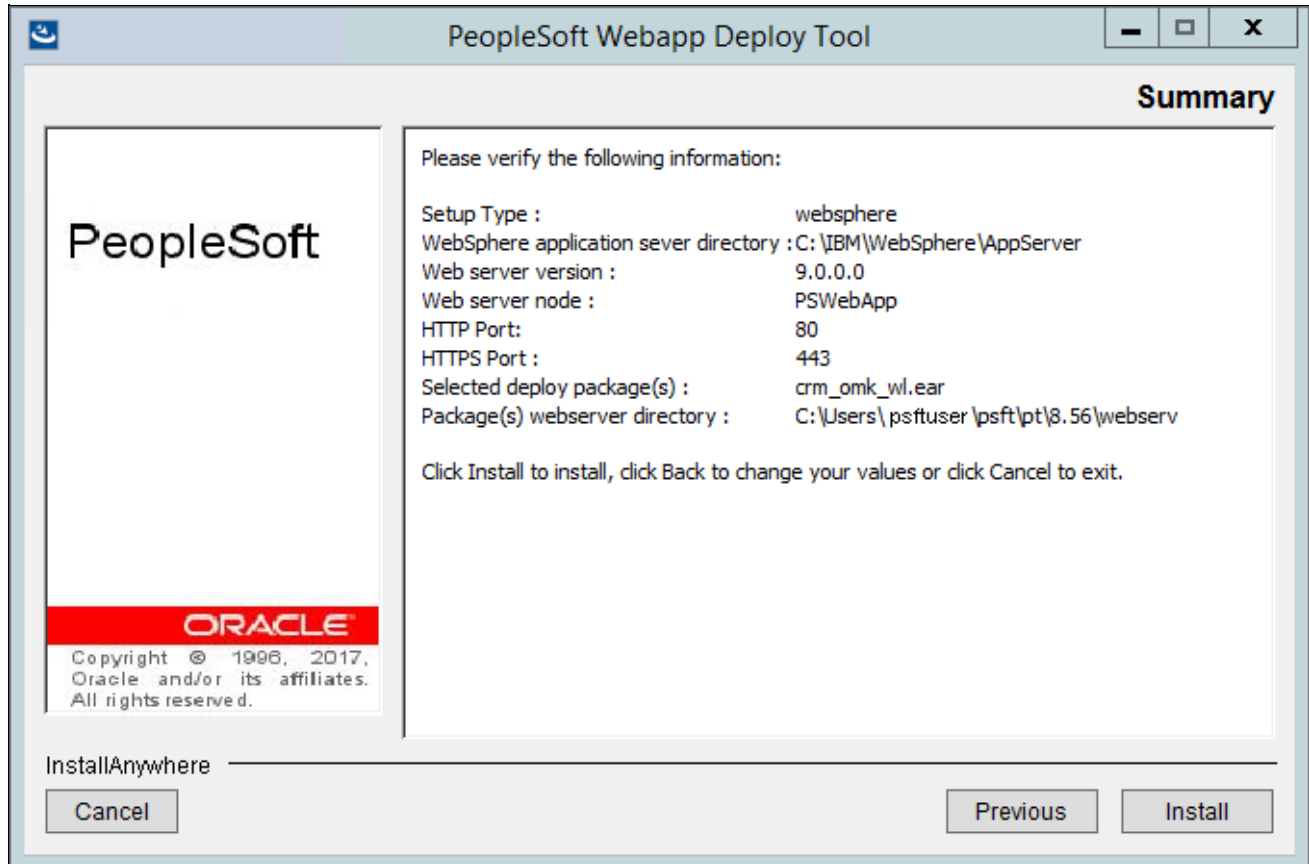 PeopleSoft Webapp Deploy Tool
Summary
PeopleSoft
Please verify the following information:
Setup Type : websphere
WebSphere application sever directory :C:\IBM\WebSphere\AppServer
Web server version : 9.0.0.0
Web server node : PSWebApp
HTTP Port: 80
HTTPS Port : 443
Selected deploy package(s) : crm_omk_wl.ear
Package(s) webserver directory : C:\Users\psftuser\psft\pt\8.56\webserv
Click Install to install, click Back to change your values or click Cancel to exit.
ORACLE
Copyright © 1996, 2017,
Oracle and/or its affiliates.
All rights reserved.
InstallAnywhere
Cancel
Previous
Install